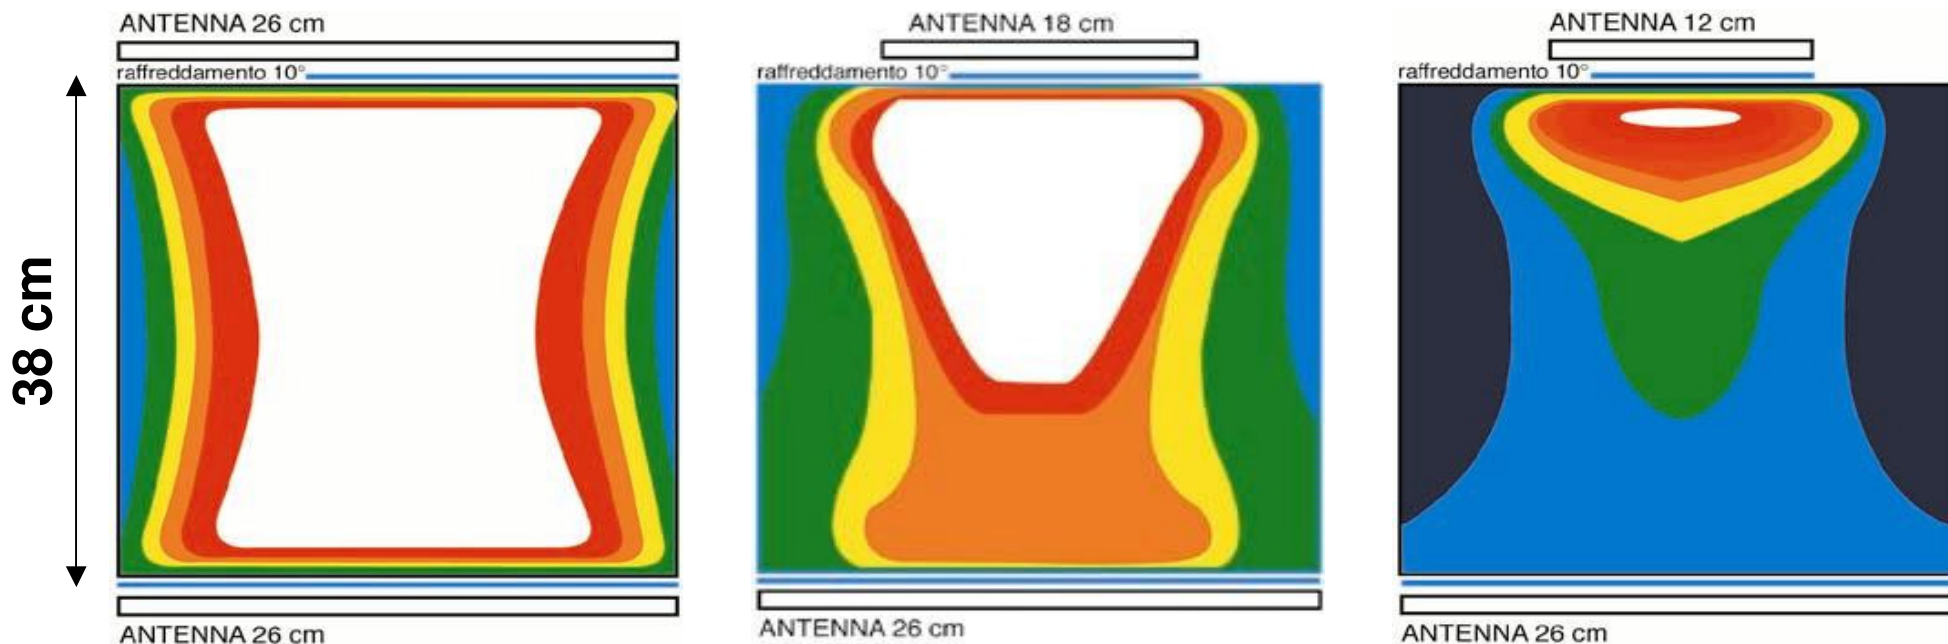 ANTENNA 26 cm
raffreddamento 10°
38 cm
ANTENNA 26 cm
ANTENNA 18 cm
raffreddamento 10°
ANTENNA 26 cm
ANTENNA 12 cm
raffreddamento 10°
ANTENNA 26 cm